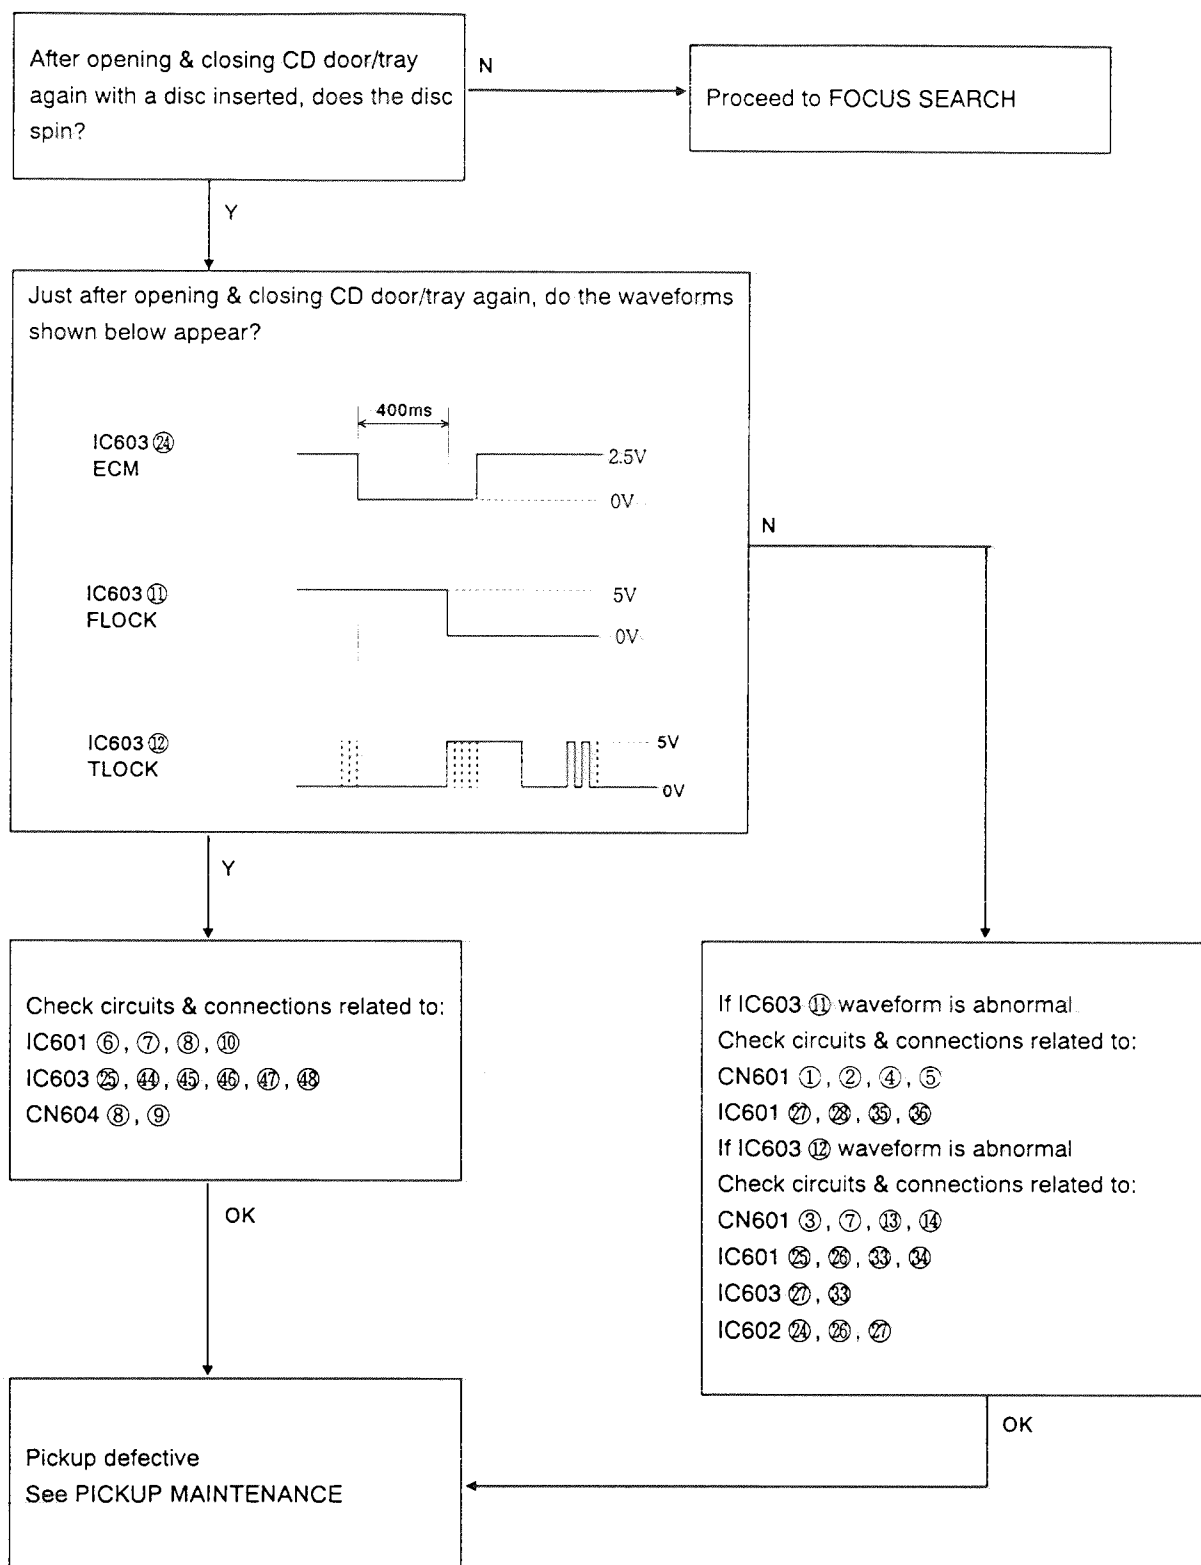 After opening & closing CD door/tray
again with a disc inserted, does the disc
spin?
N
Proceed to FOCUS SEARCH
Y
Just after opening & closing CD door/tray again, do the waveforms
shown below appear?
400ms
IC603 ㉔
ECM
2.5V
0V
N
IC603 ⑪
FLOCK
5V
0V
IC603 ⑫
TLOCK
5V
0V
Y
Check circuits & connections related to:
IC601 ⑥, ⑦, ⑧, ⑩
IC603 ㉕, ㊹, ㊺, ㊻, ㊼, ㊽
CN604 ⑧, ⑨
OK
If IC603 ⑪ waveform is abnormal
Check circuits & connections related to:
CN601 ①, ②, ④, ⑤
IC601 ㉗, ㉘, ㉟, ㊱
If IC603 ⑫ waveform is abnormal
Check circuits & connections related to:
CN601 ③, ⑦, ⑬, ⑭
IC601 ㉕, ㉖, ㉝, ㉞
IC603 ㉗, ㉝
IC602 ㉔, ㉖, ㉗
OK
Pickup defective
See PICKUP MAINTENANCE